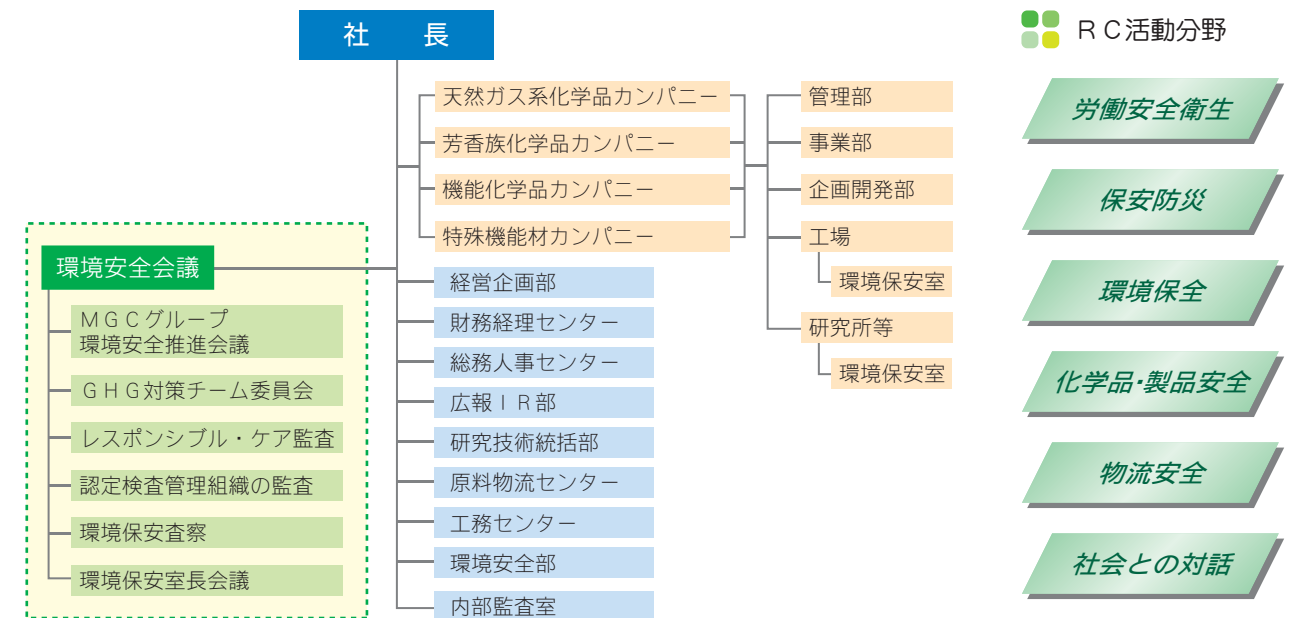 社　長
天然ガス系化学品カンパニー
芳香族化学品カンパニー
機能化学品カンパニー
特殊機能材カンパニー
管理部
事業部
企画開発部
工場
環境保安室
研究所等
環境保安室
環境安全会議
ＭＧＣグループ
環境安全推進会議
ＧＨＧ対策チーム委員会
レスポンシブル・ケア監査
認定検査管理組織の監査
環境保安査察
環境保安室長会議
経営企画部
財務経理センター
総務人事センター
広報ＩＲ部
研究技術統括部
原料物流センター
工務センター
環境安全部
内部監査室
ＲＣ活動分野
労働安全衛生
保安防災
環境保全
化学品・製品安全
物流安全
社会との対話